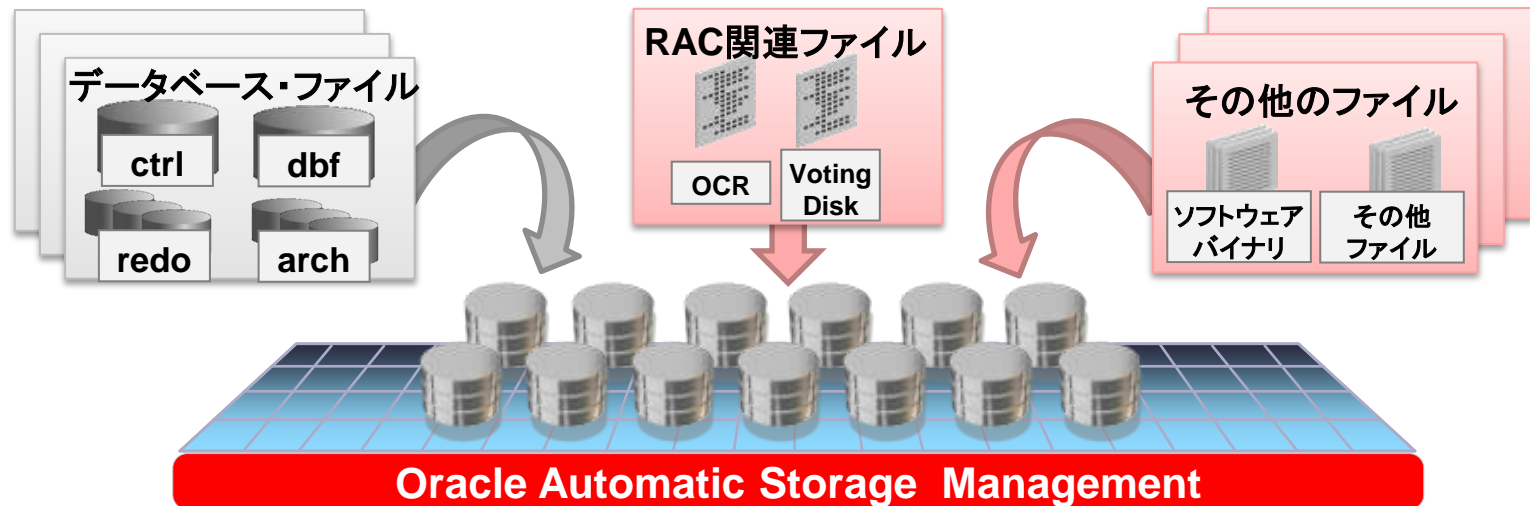 データベース・ファイル
ctrl
dbf
redo
arch
RAC関連ファイル
OCR
Voting
Disk
その他のファイル
ソフトウェア
バイナリ
その他
ファイル
Oracle Automatic Storage Management